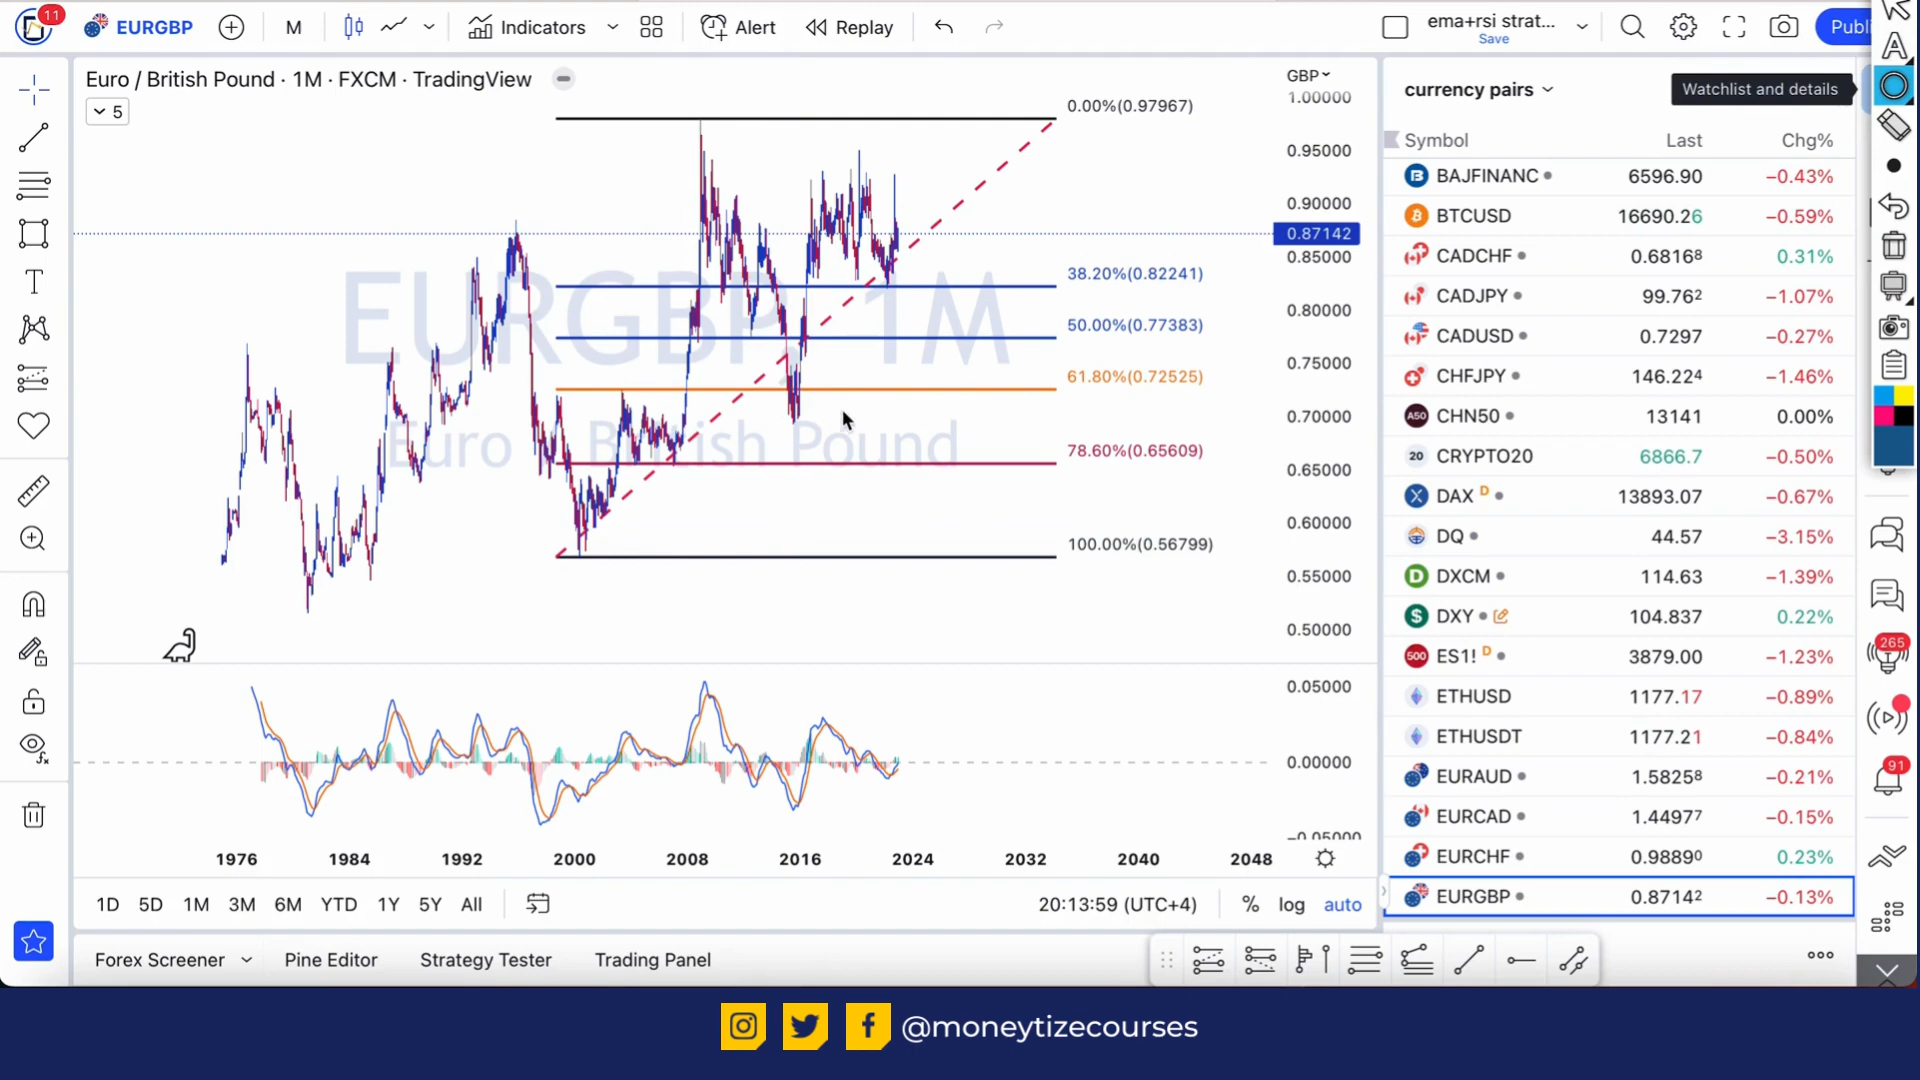 11
EURGBP
M
Indicators
Alert
Replay
ema+rsi strat...
Save
Publ
Euro / British Pound · 1M · FXCM · TradingView
5
GBP
currency pairs
Watchlist and details
Symbol Last Chg%
EURGBP, 1M
Euro / British Pound
0.00%(0.97967)
38.20%(0.82241)
50.00%(0.77383)
61.80%(0.72525)
78.60%(0.65609)
100.00%(0.56799)
1.00000
0.95000
0.90000
0.87142
0.85000
0.80000
0.75000
0.70000
0.65000
0.60000
0.55000
0.50000
0.05000
0.00000
−0.05000
BAJFINANC 6596.90 −0.43%
BTCUSD 16690.26 −0.59%
CADCHF 0.68168 0.31%
CADJPY 99.762 −1.07%
CADUSD 0.7297 −0.27%
CHFJPY 146.224 −1.46%
A50 CHN50 13141 0.00%
20 CRYPTO20 6866.7 −0.50%
DAX D 13893.07 −0.67%
DQ 44.57 −3.15%
DXCM 114.63 −1.39%
DXY 104.837 0.22%
500 ES1! D 3879.00 −1.23%
ETHUSD 1177.17 −0.89%
ETHUSDT 1177.21 −0.84%
EURAUD 1.58258 −0.21%
EURCAD 1.44977 −0.15%
EURCHF 0.98890 0.23%
EURGBP 0.87142 −0.13%
265
91
1976 1984 1992 2000 2008 2016 2024 2032 2040 2048
1D 5D 1M 3M 6M YTD 1Y 5Y All
20:13:59 (UTC+4) % log auto
Forex Screener Pine Editor Strategy Tester Trading Panel
@moneytizecourses